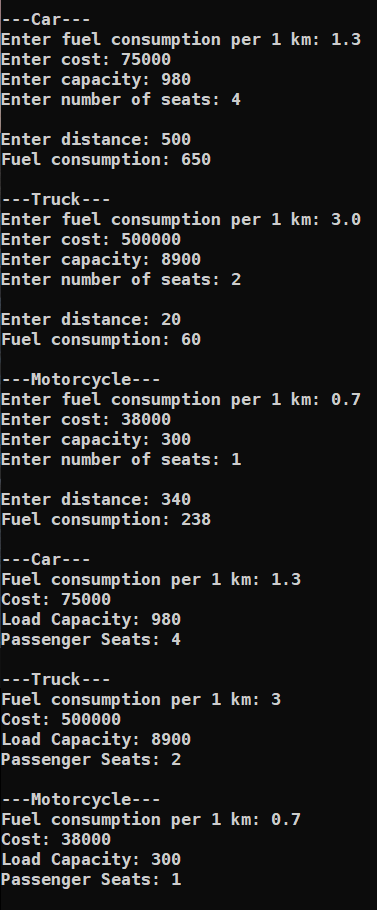 ---Car---
Enter fuel consumption per 1 km: 1.3
Enter cost: 75000
Enter capacity: 980
Enter number of seats: 4
Enter distance: 500
Fuel consumption: 650
---Truck---
Enter fuel consumption per 1 km: 3.0
Enter cost: 500000
Enter capacity: 8900
Enter number of seats: 2
Enter distance: 20
Fuel consumption: 60
---Motorcycle---
Enter fuel consumption per 1 km: 0.7
Enter cost: 38000
Enter capacity: 300
Enter number of seats: 1
Enter distance: 340
Fuel consumption: 238
---Car---
Fuel consumption per 1 km: 1.3
Cost: 75000
Load Capacity: 980
Passenger Seats: 4
---Truck---
Fuel consumption per 1 km: 3
Cost: 500000
Load Capacity: 8900
Passenger Seats: 2
---Motorcycle---
Fuel consumption per 1 km: 0.7
Cost: 38000
Load Capacity: 300
Passenger Seats: 1